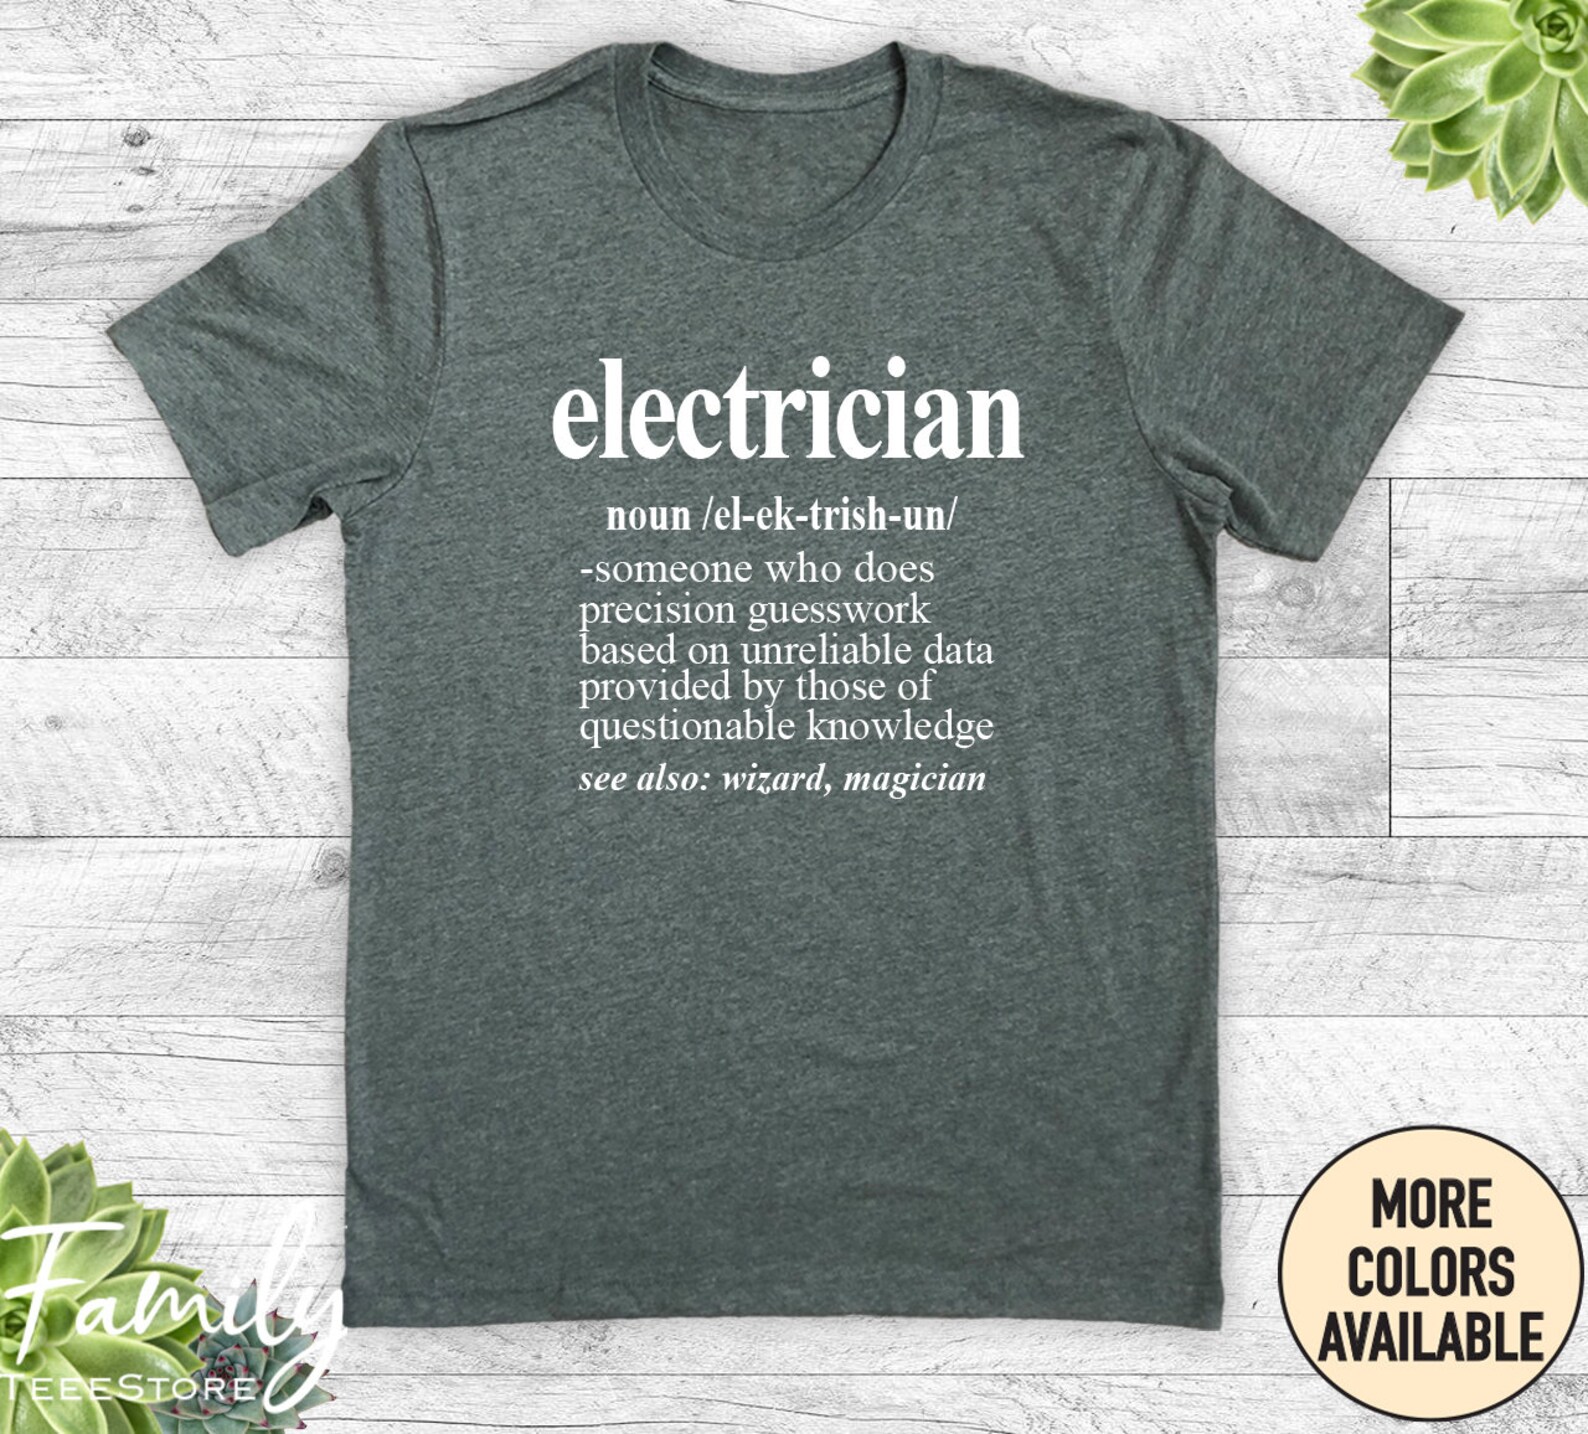 electrician
noun /el-ek-trish-un/
-someone who does
precision guesswork
based on unreliable data
provided by those of
questionable knowledge
see also: wizard, magician
MORE
COLORS
AVAILABLE
Family
TEEESTORE